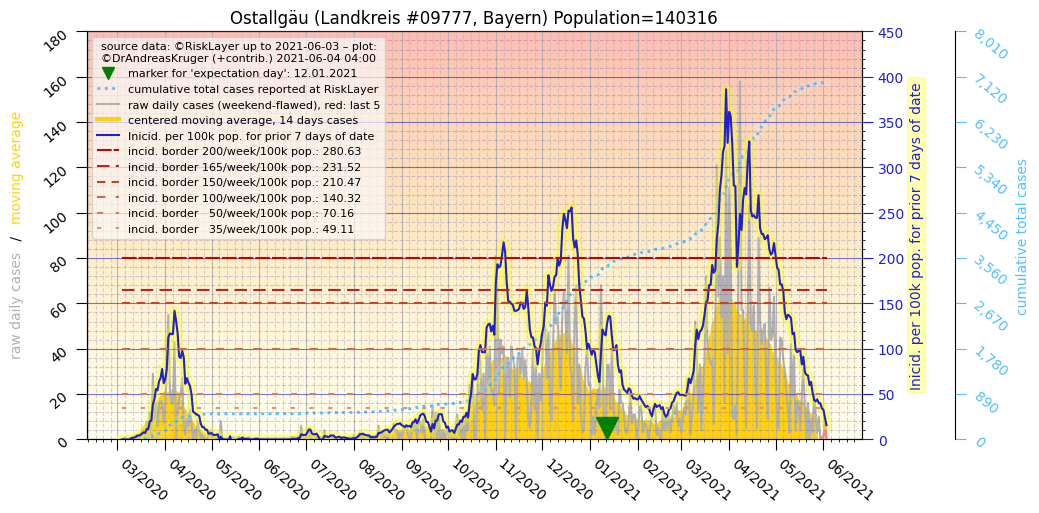 Ostallgäu (Landkreis #09777, Bayern) Population=140316
source data: ©RiskLayer up to 2021-06-03 – plot:
©DrAndreasKruger (+contrib.) 2021-06-04 04:00
marker for 'expectation day': 12.01.2021
cumulative total cases reported at RiskLayer
raw daily cases (weekend-flawed), red: last 5
centered moving average, 14 days cases
Inicid. per 100k pop. for prior 7 days of date
incid. border 200/week/100k pop.: 280.63
incid. border 165/week/100k pop.: 231.52
incid. border 150/week/100k pop.: 210.47
incid. border 100/week/100k pop.: 140.32
incid. border 50/week/100k pop.: 70.16
incid. border 35/week/100k pop.: 49.11
raw daily cases / moving average
180
160
140
120
100
80
60
40
20
0
450
400
350
300
250
200
150
100
50
0
Inicid. per 100k pop. for prior 7 days of date
8,010
7,120
6,230
5,340
4,450
3,560
2,670
1,780
890
0
cumulative total cases
03/2020
04/2020
05/2020
06/2020
07/2020
08/2020
09/2020
10/2020
11/2020
12/2020
01/2021
02/2021
03/2021
04/2021
05/2021
06/2021